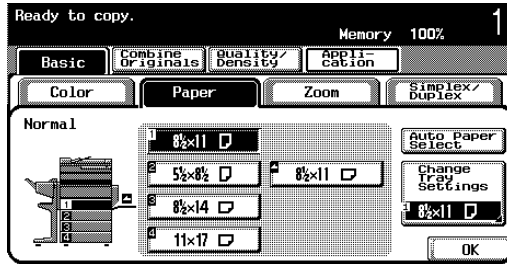 Ready to copy.
Memory 100% 1
Basic Combine Originals Quality/Density Appli-cation
Color Paper Zoom Simplex/Duplex
Normal
1 8½×11
Auto Paper Select
2 5½×8½
8½×11
Change Tray Settings
3 8½×14
1 8½×11
4 11×17
OK
1
2
3
4